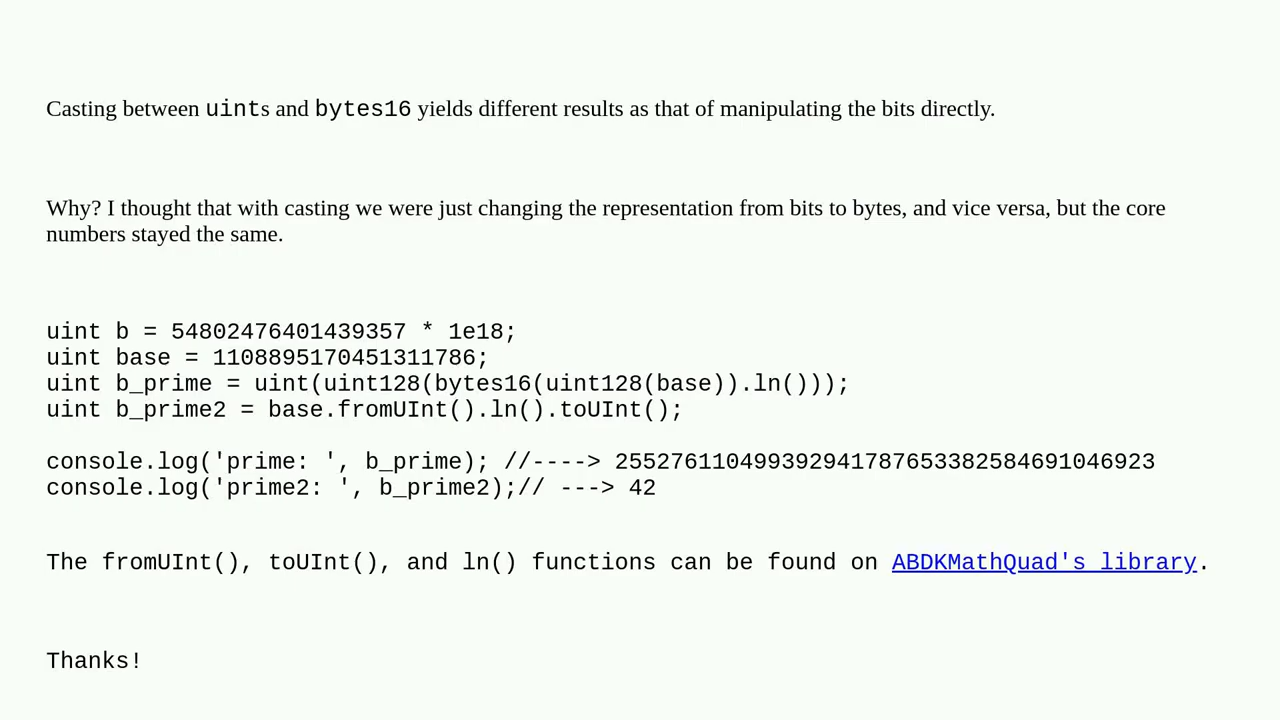 Casting between uints and bytes16 yields different results as that of manipulating the bits directly.
Why? I thought that with casting we were just changing the representation from bits to bytes, and vice versa, but the core
numbers stayed the same.
uint b = 54802476401439357 * 1e18;
uint base = 1108895170451311786;
uint b_prime = uint(uint128(bytes16(uint128(base)).ln()));
uint b_prime2 = base.fromUInt().ln().toUInt();
console.log('prime: ', b_prime); //----> 255276110499392941787653382584691046923
console.log('prime2: ', b_prime2);// ---> 42
The fromUInt(), toUInt(), and ln() functions can be found on ABDKMathQuad's library.
Thanks!